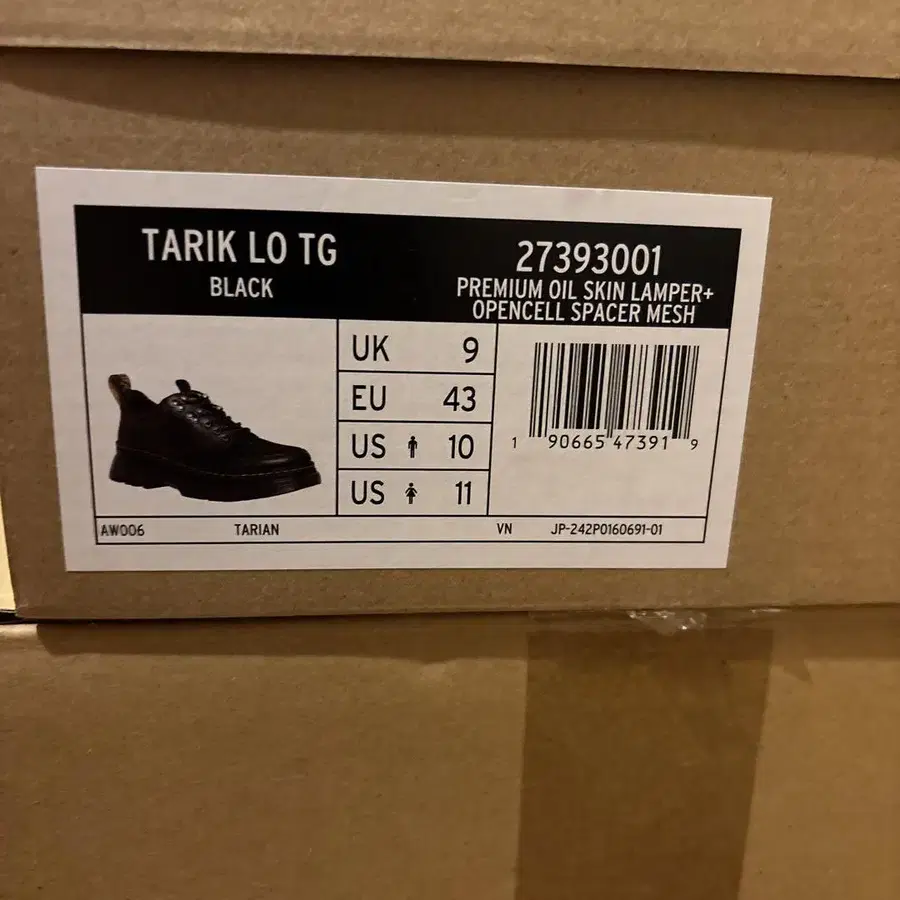 TARIK LO TG
BLACK
27393001
PREMIUM OIL SKIN LAMPER+
OPENCELL SPACER MESH
UK 9
EU 43
US 10
US 11
1 90665 47391 9
AW006 TARIAN VN JP-242P0160691-01